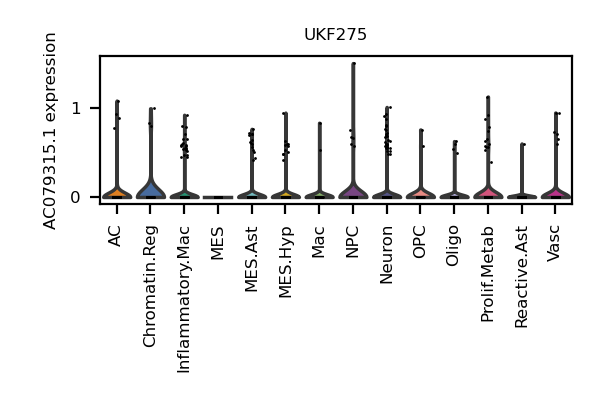 UKF275
AC079315.1 expression
1
0
AC
Chromatin.Reg
Inflammatory.Mac
MES
MES.Ast
MES.Hyp
Mac
NPC
Neuron
OPC
Oligo
Prolif.Metab
Reactive.Ast
Vasc